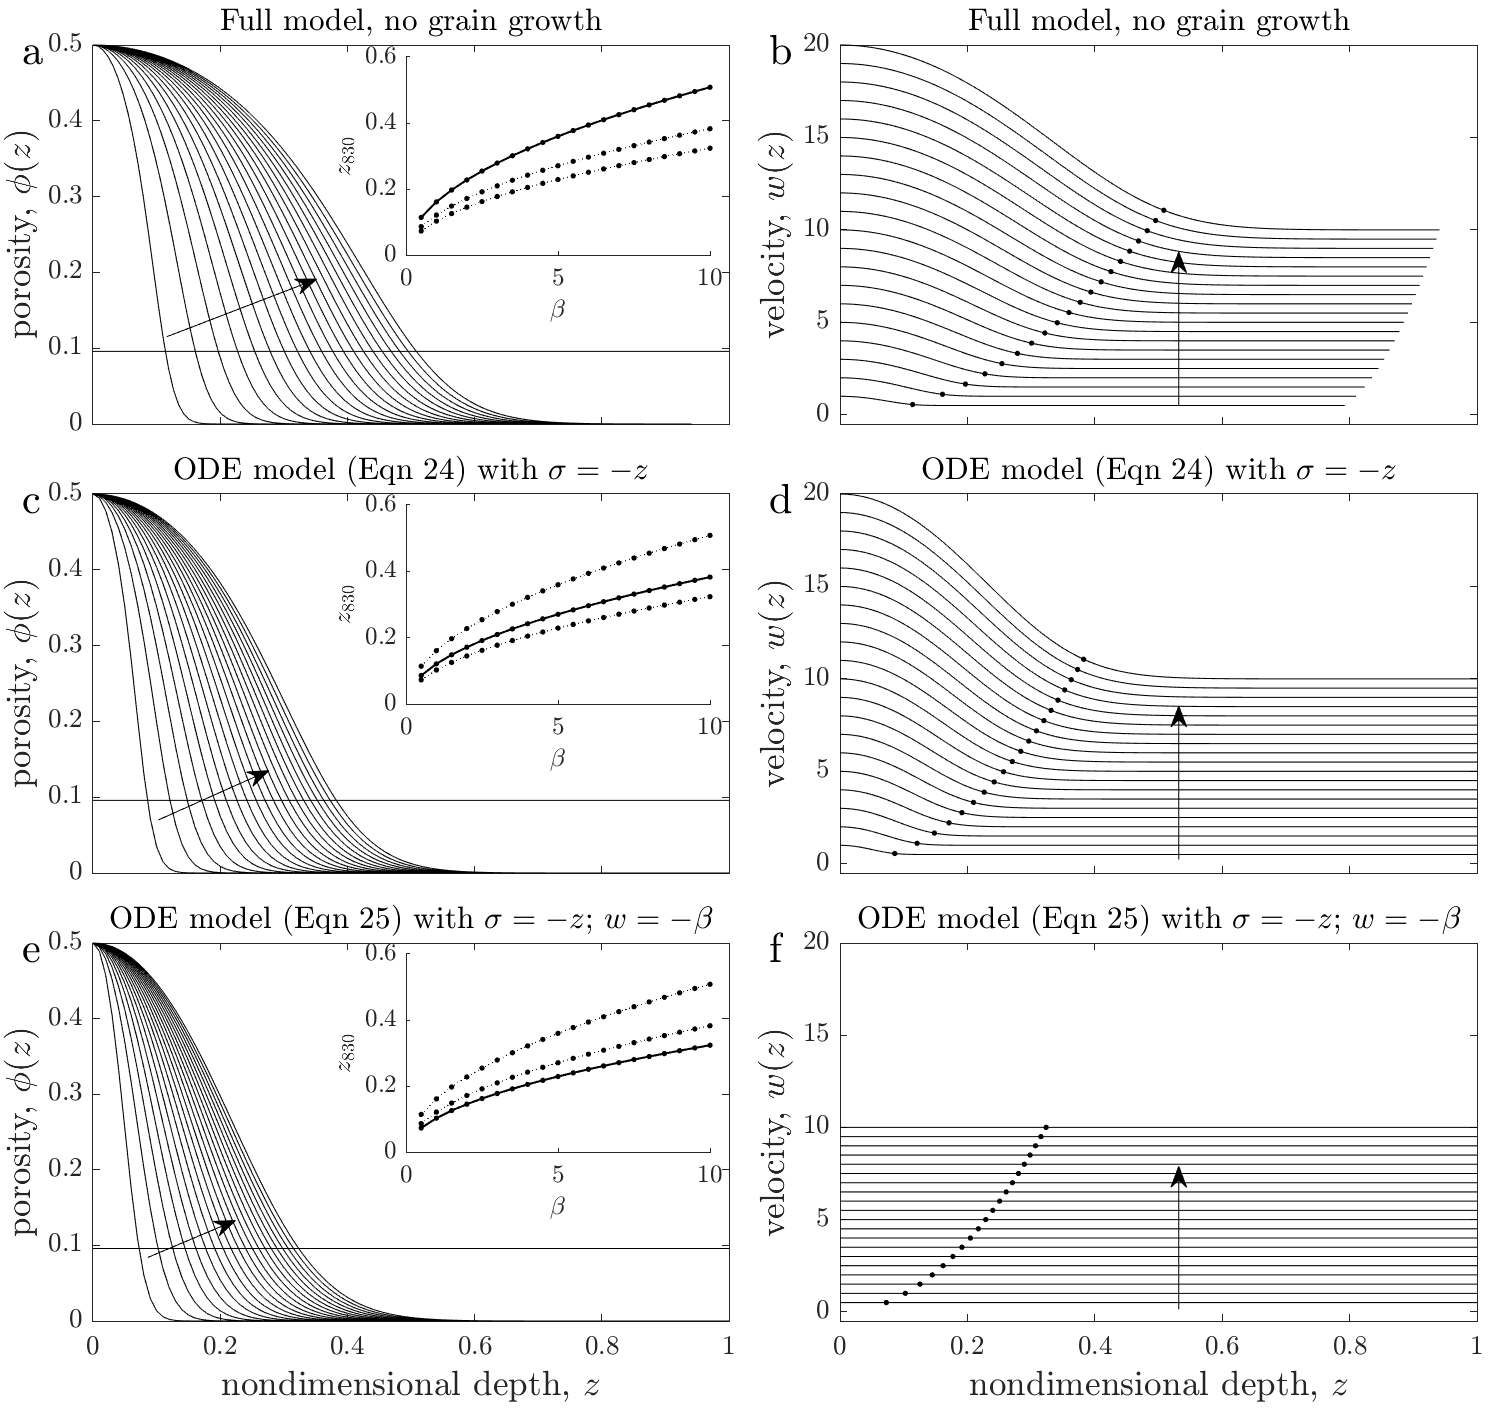 Full model, no grain growth
a
0.5
0.4
0.3
0.2
0.1
0
porosity, ϕ(z)
0.6
0.4
0.2
0
z830
0 5 10
β
Full model, no grain growth
b
20
15
10
5
0
velocity, w(z)
0 0.2 0.4 0.6 0.8 1
ODE model (Eqn 24) with σ = −z
c
0.5
0.4
0.3
0.2
0.1
0
porosity, ϕ(z)
0.6
0.4
0.2
0
z830
0 5 10
β
ODE model (Eqn 24) with σ = −z
d
20
15
10
5
0
velocity, w(z)
ODE model (Eqn 25) with σ = −z; w = −β
e
0.5
0.4
0.3
0.2
0.1
0
porosity, ϕ(z)
0.6
0.4
0.2
0
z830
0 5 10
β
0 0.2 0.4 0.6 0.8 1
nondimensional depth, z
ODE model (Eqn 25) with σ = −z; w = −β
f
20
15
10
5
0
velocity, w(z)
nondimensional depth, z